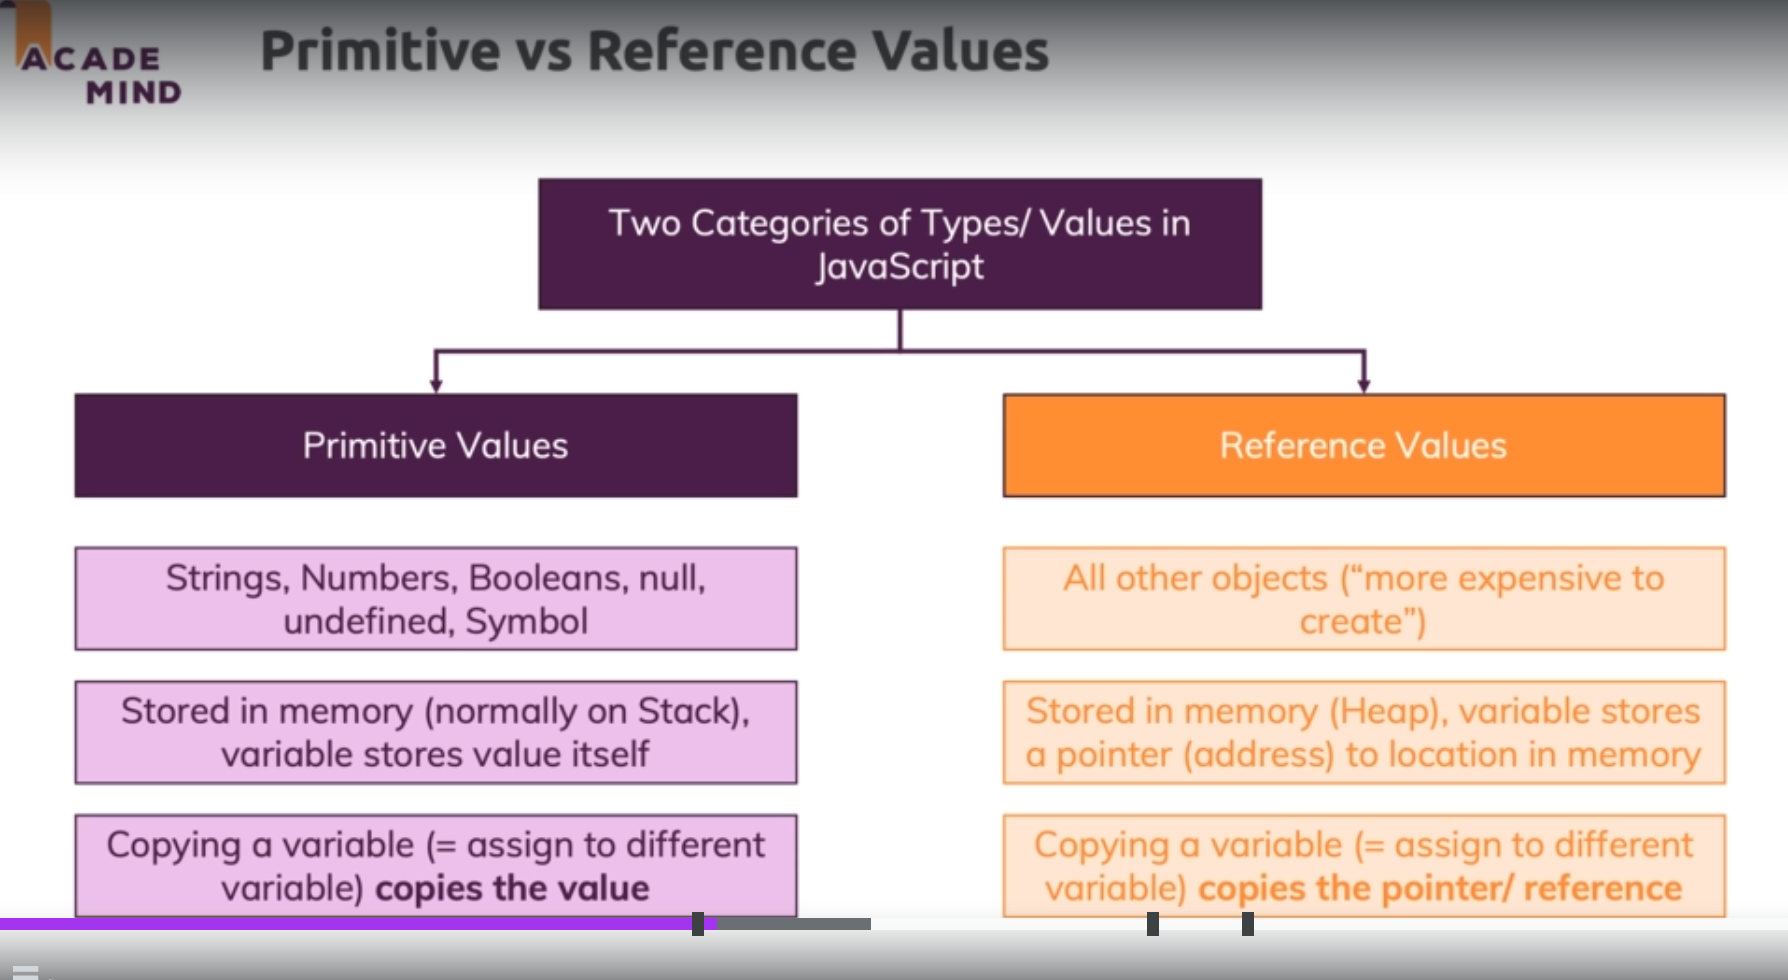 ACADE
MIND
Primitive vs Reference Values
Two Categories of Types/ Values in
JavaScript
Primitive Values
Reference Values
Strings, Numbers, Booleans, null,
undefined, Symbol
All other objects (“more expensive to
create”)
Stored in memory (normally on Stack),
variable stores value itself
Stored in memory (Heap), variable stores
a pointer (address) to location in memory
Copying a variable (= assign to different
variable) copies the value
Copying a variable (= assign to different
variable) copies the pointer/ reference